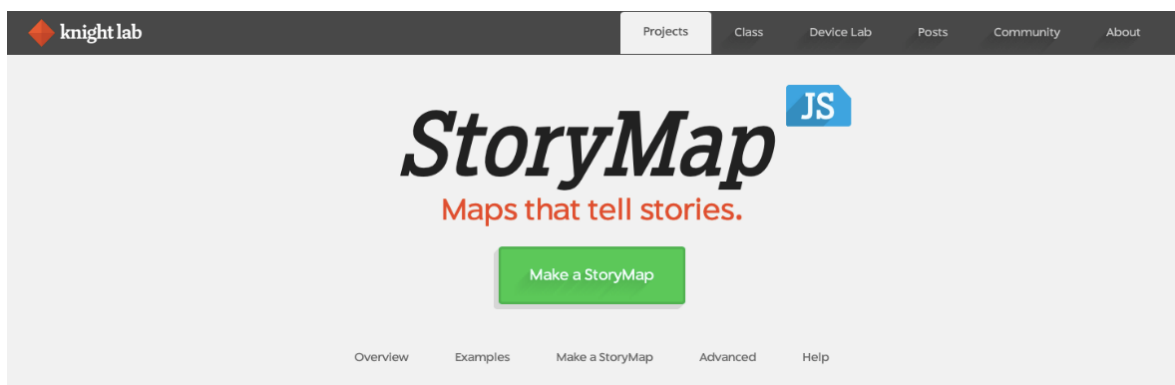 knight lab Projects Class Device Lab Posts Community About
JS
StoryMap
Maps that tell stories.
Make a StoryMap
Overview Examples Make a StoryMap Advanced Help